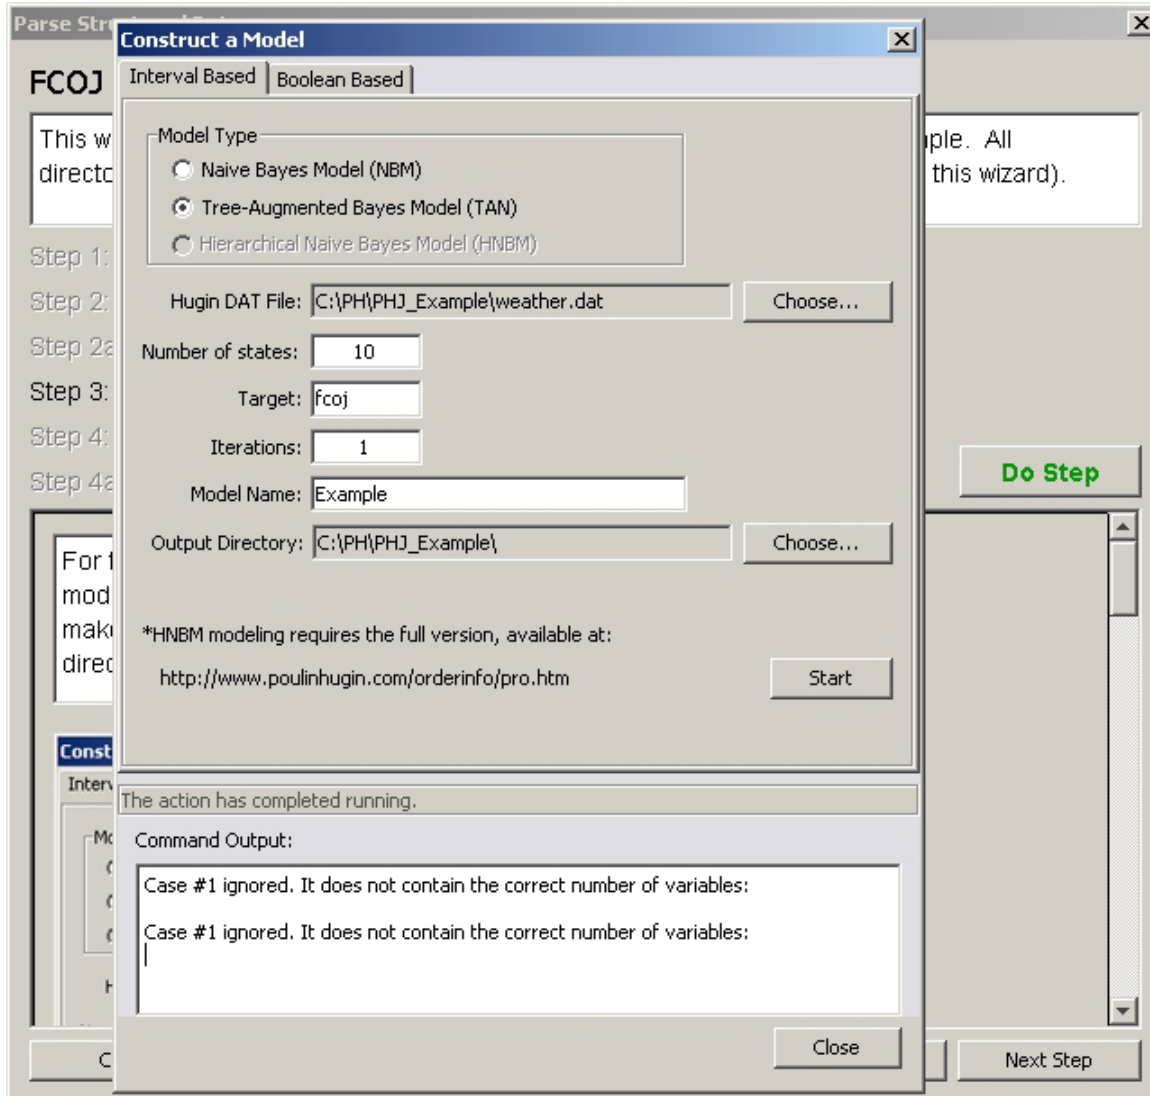 Parse Str
Construct a Model
FCOJ
Interval Based
Boolean Based
This w
ple. All
directo
this wizard).
Model Type
Naive Bayes Model (NBM)
Tree-Augmented Bayes Model (TAN)
Hierarchical Naive Bayes Model (HNBM)
Step 1:
Step 2:
Step 2a
Step 3:
Step 4:
Step 4a
Hugin DAT File: C:\PH\PHJ_Example\weather.dat Choose...
Number of states: 10
Target: fcoj
Iterations: 1
Model Name: Example
Do Step
Output Directory: C:\PH\PHJ_Example\ Choose...
For t
mod
make
direc
*HNBM modeling requires the full version, available at:
http://www.poulinhugin.com/orderinfo/pro.htm Start
Const
Interv
Mo
The action has completed running.
Command Output:
Case #1 ignored. It does not contain the correct number of variables:
Case #1 ignored. It does not contain the correct number of variables:
H
Close
C
Next Step